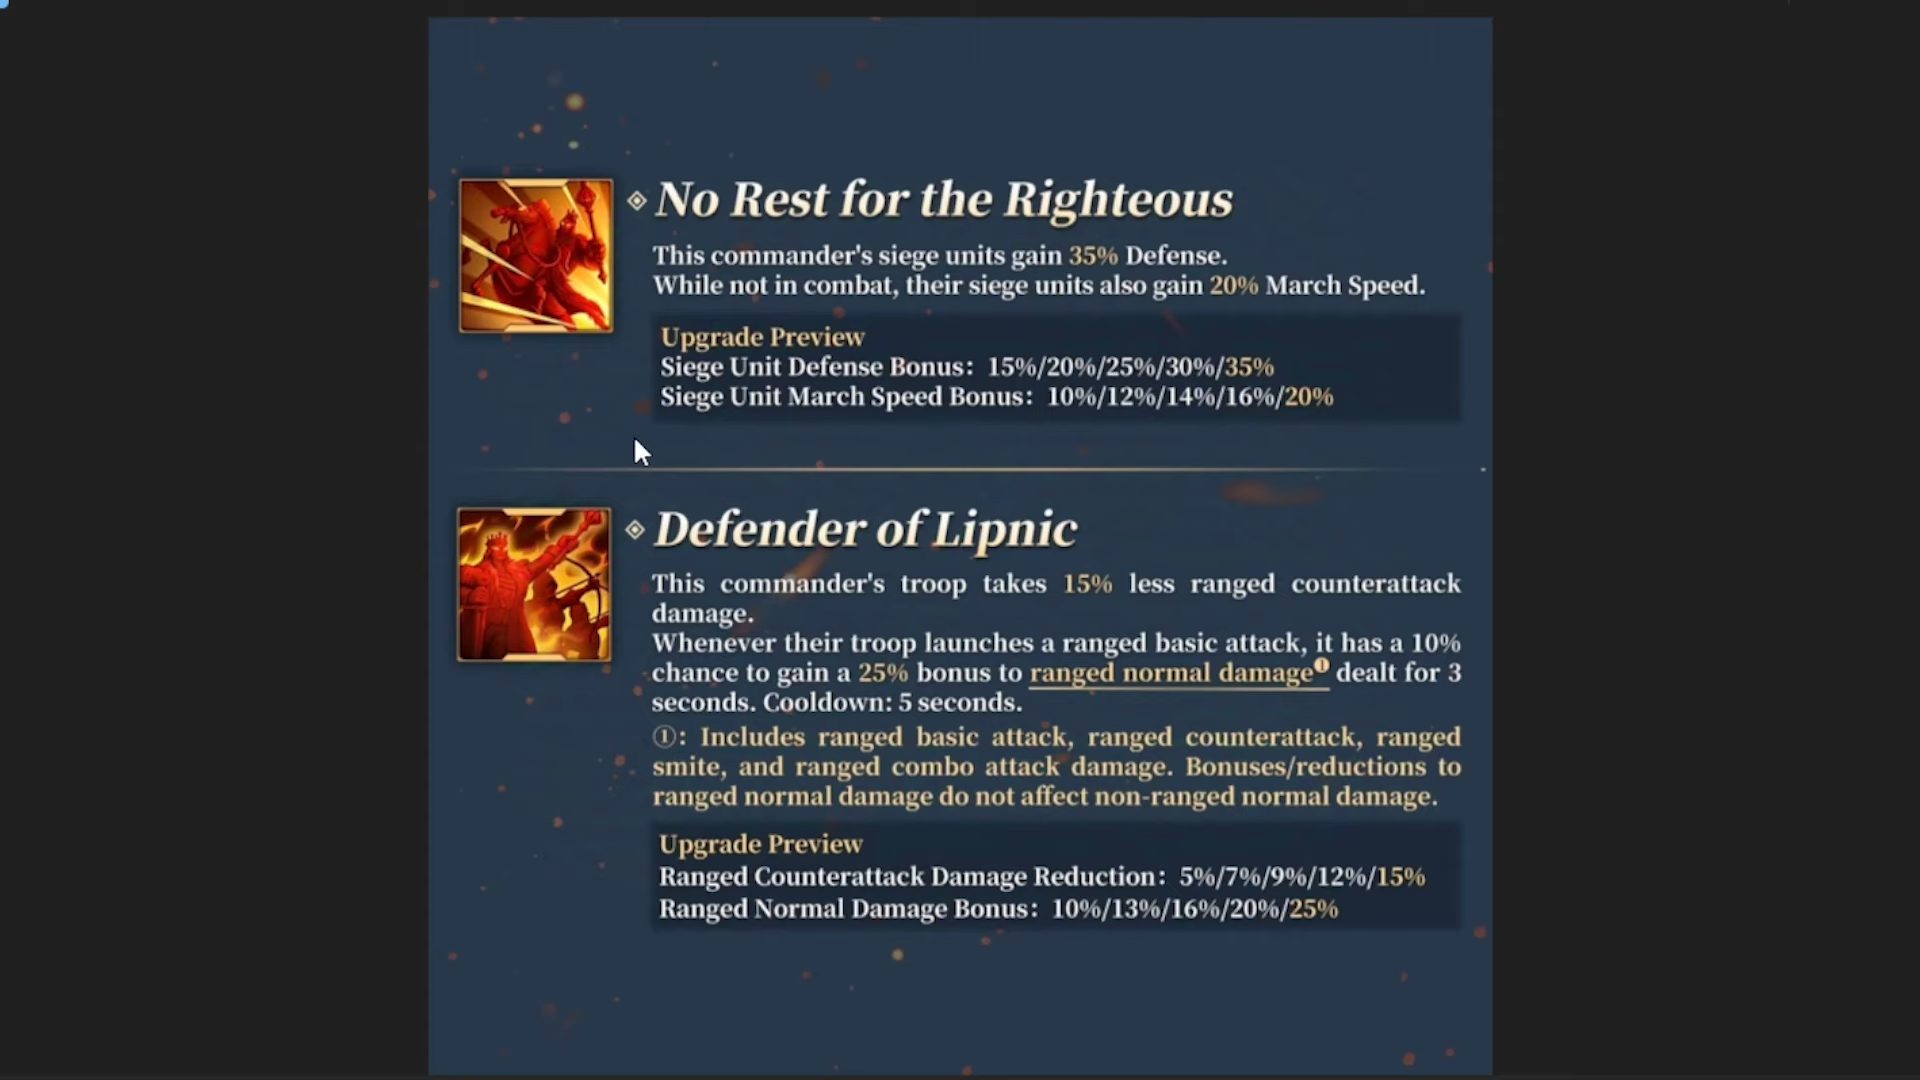 No Rest for the Righteous
This commander's siege units gain 35% Defense.
While not in combat, their siege units also gain 20% March Speed.
Upgrade Preview
Siege Unit Defense Bonus: 15%/20%/25%/30%/35%
Siege Unit March Speed Bonus: 10%/12%/14%/16%/20%
Defender of Lipnic
This commander's troop takes 15% less ranged counterattack
damage.
Whenever their troop launches a ranged basic attack, it has a 10%
chance to gain a 25% bonus to ranged normal damage① dealt for 3
seconds. Cooldown: 5 seconds.
①: Includes ranged basic attack, ranged counterattack, ranged
smite, and ranged combo attack damage. Bonuses/reductions to
ranged normal damage do not affect non-ranged normal damage.
Upgrade Preview
Ranged Counterattack Damage Reduction: 5%/7%/9%/12%/15%
Ranged Normal Damage Bonus: 10%/13%/16%/20%/25%